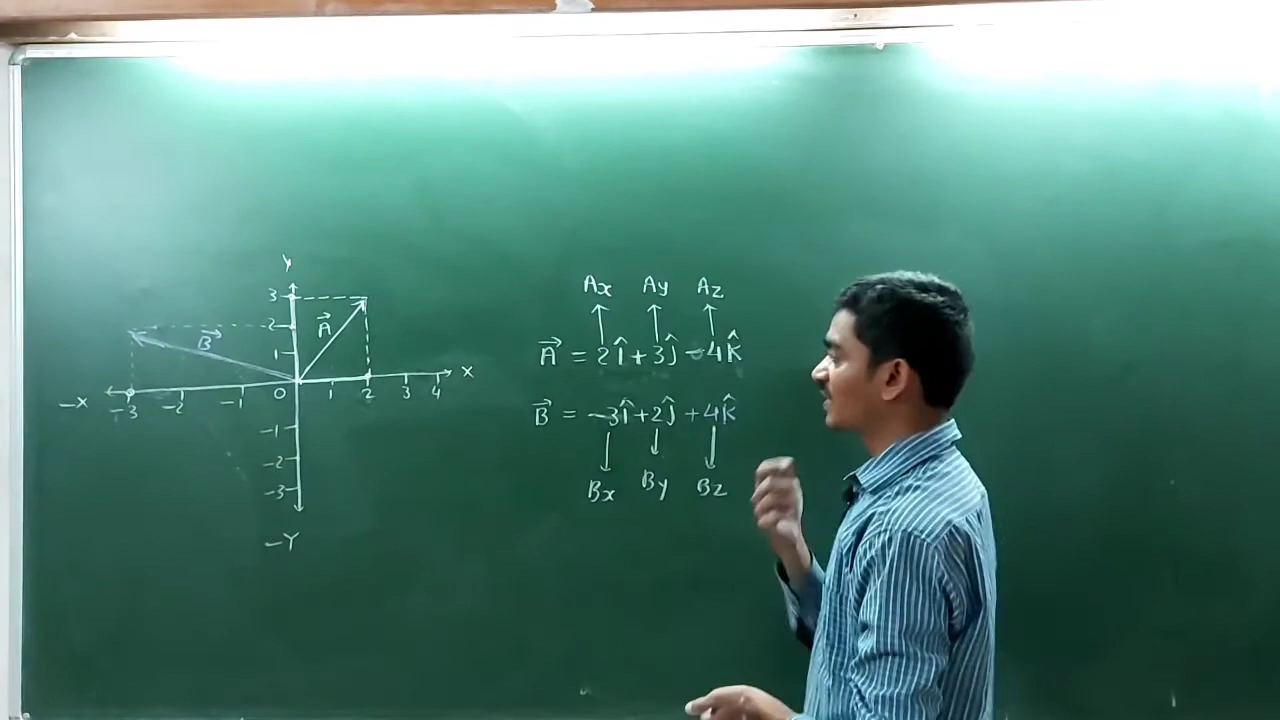 Y
3
2
1
A⃗
B⃗
-X -3 -2 -1 0 1 2 3 4 X
-1
-2
-3
-Y
Ax Ay Az
A⃗ = 2î+3ĵ-4k̂
B⃗ = -3î+2ĵ+4k̂
Bx By Bz